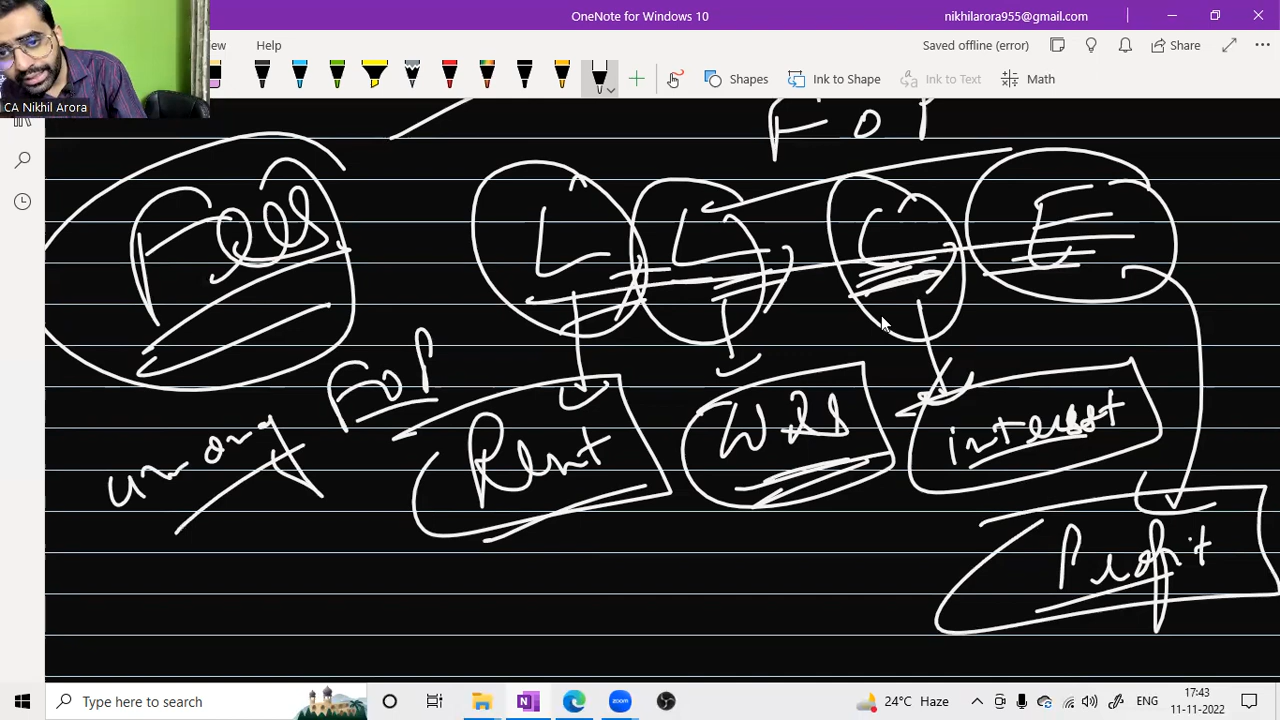 OneNote for Windows 10
nikhilarora955@gmail.com
ew Help
Saved offline (error)
Share
Shapes
Ink to Shape
Ink to Text
Math
CA Nikhil Arora
FOP
Fees
L L C E
FOP
Rent
interest
Profit
Type here to search
24°C Haze
ENG
17:43
11-11-2022